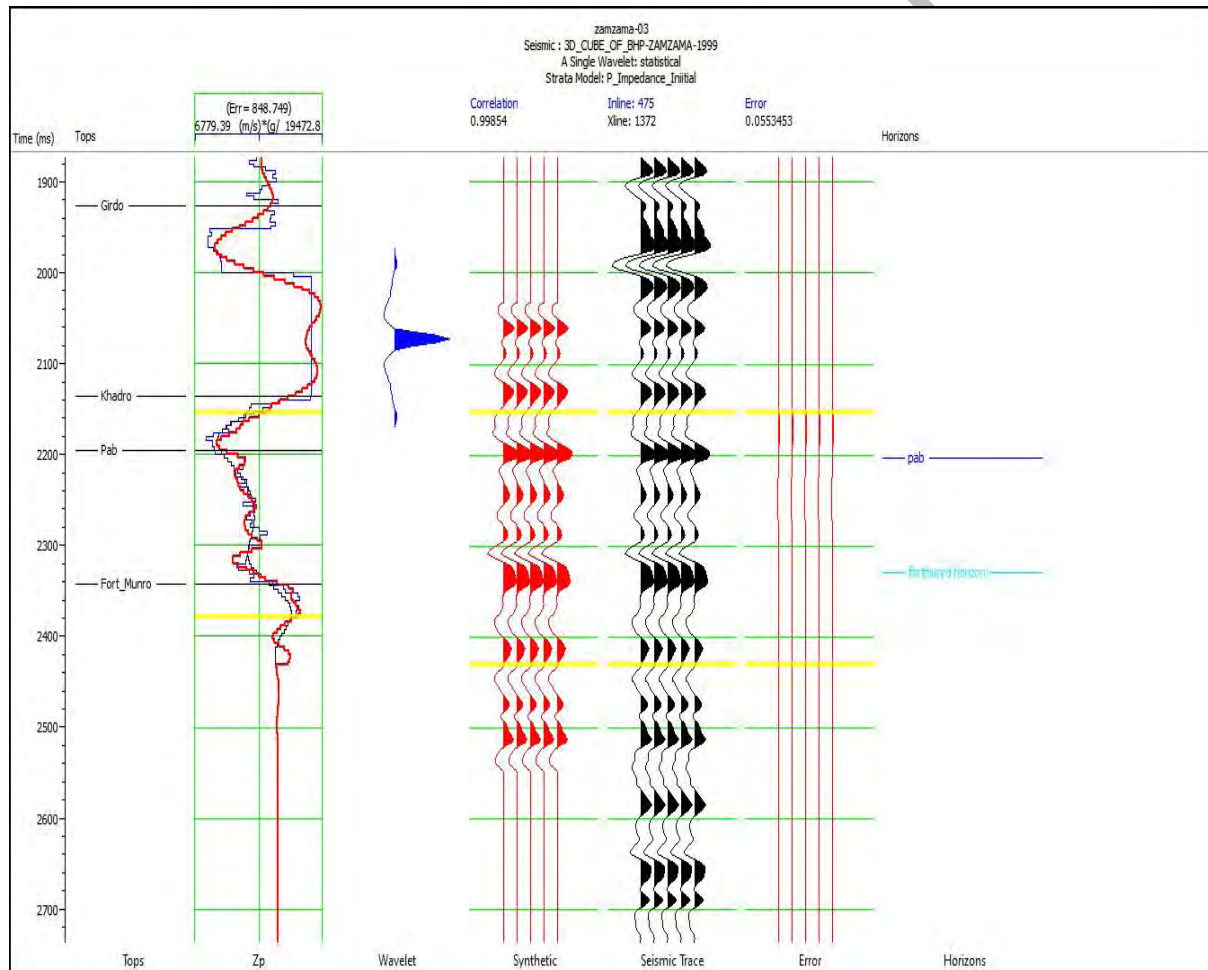 zamzama-03
Seismic : 3D_CUBE_OF_BHP-ZAMZAMA-1999
A Single Wavelet: statistical
Strata Model: P_Impedance_Iniitial
(Err= 848.749)
6779.39 (m/s)*(g/ 19472.8
Correlation
0.99854
Inline: 475
Xline: 1372
Error
0.0553453
Time (ms)
Tops
Horizons
1900
Girdo
2000
2100
Khadro
2200
Pab
pab
2300
Fort_Munro
2400
2500
2600
2700
Tops
Zp
Wavelet
Synthetic
Seismic Trace
Error
Horizons